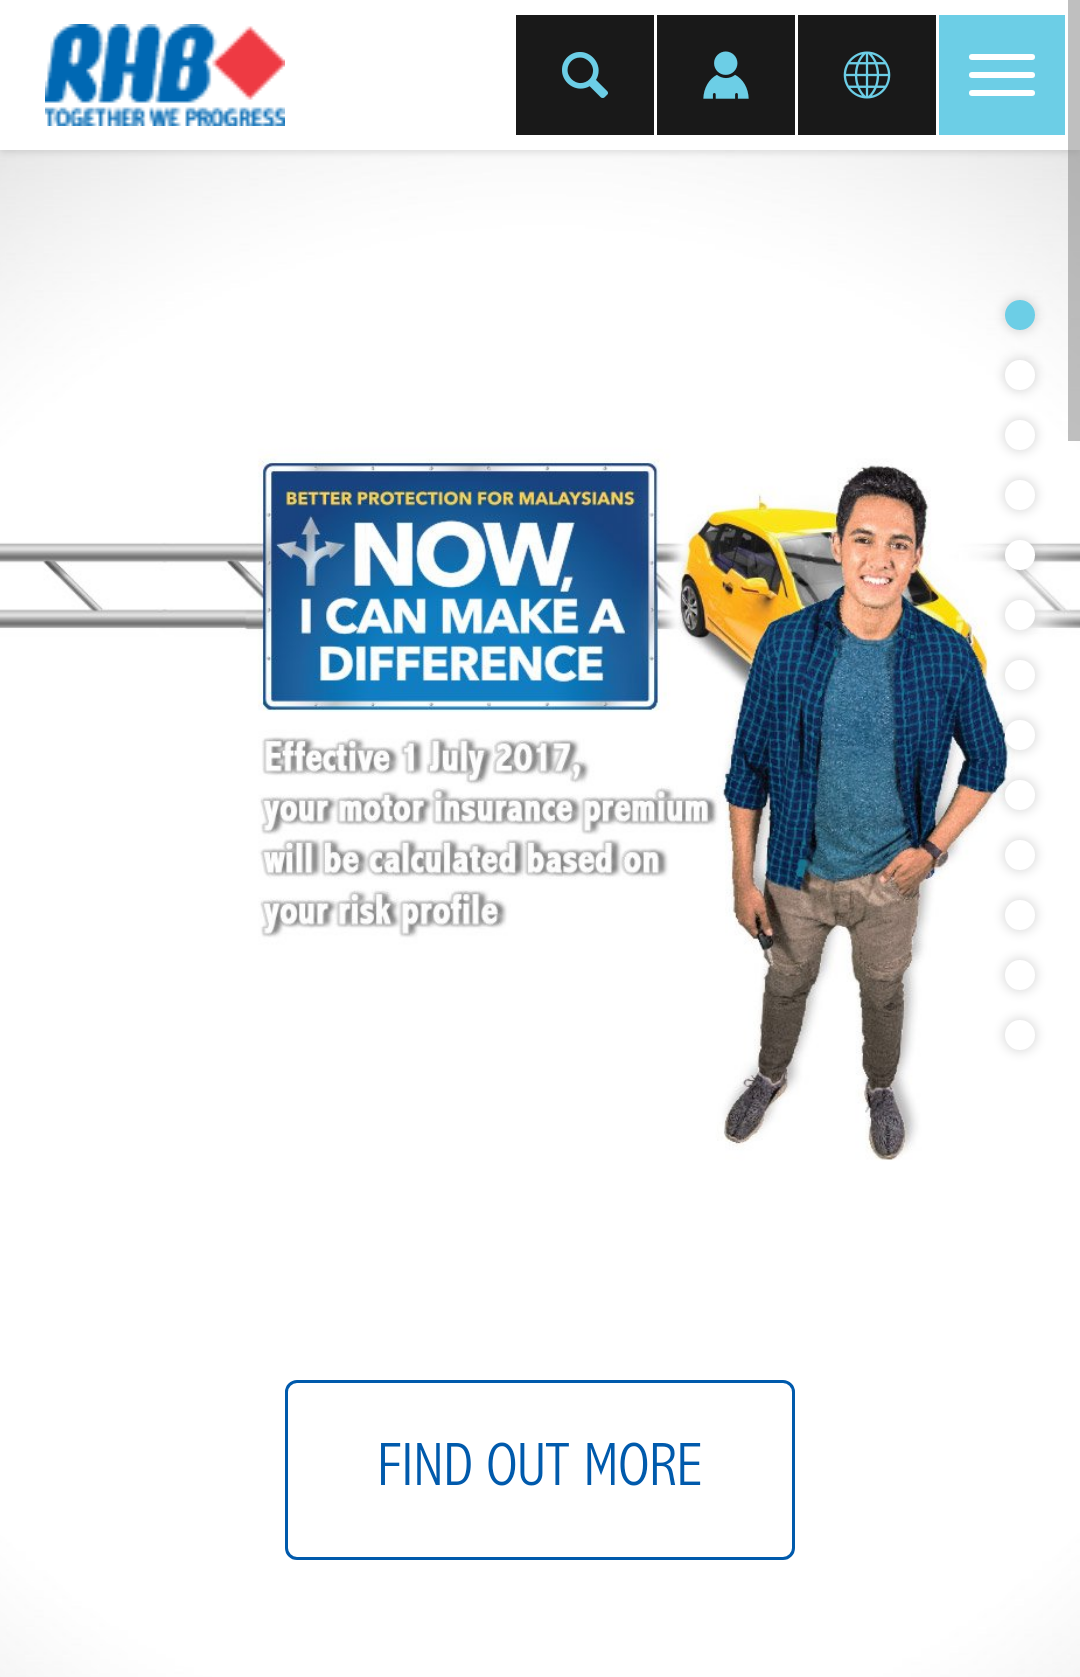 RHB
TOGETHER WE PROGRESS
BETTER PROTECTION FOR MALAYSIANS
NOW,
I CAN MAKE A
DIFFERENCE
Effective 1 July 2017,
your motor insurance premium
will be calculated based on
your risk profile
FIND OUT MORE